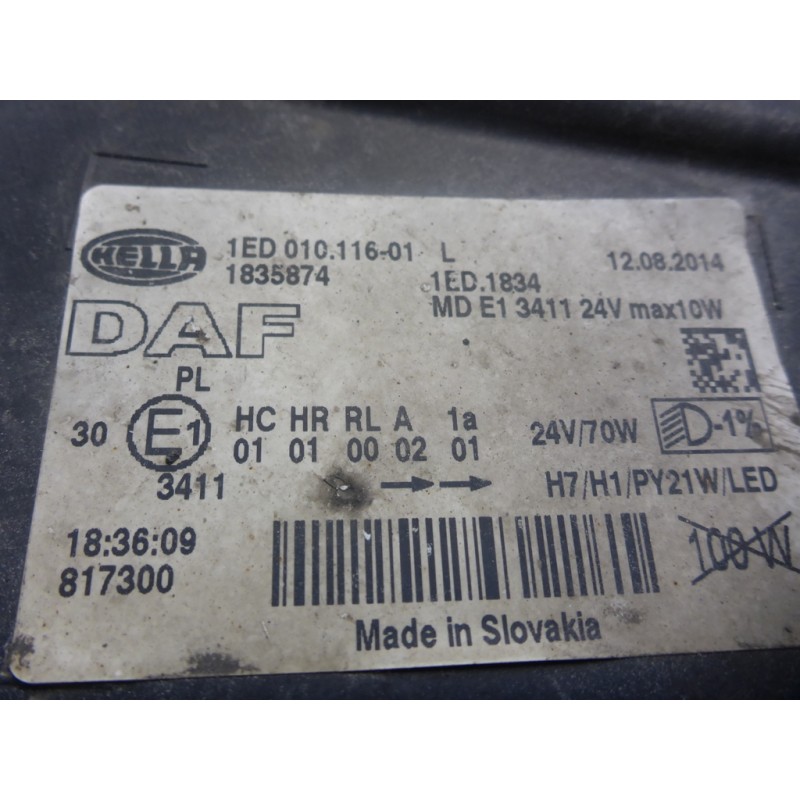 HELLA 1ED 010.116-01 L 12.08.2014
1835874 1ED.1834
DAF MD E1 3411 24V max10W
PL
30 E1 HC HR RL A 1a 24V/70W D-1%
01 01 00 02 01
3411 H7/H1/PY21W/LED
18:36:09 100 W
817300
Made in Slovakia